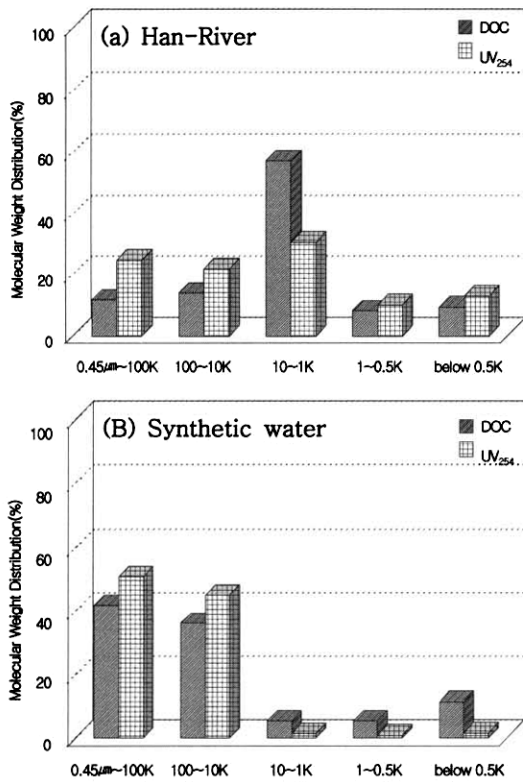 (a) Han-River
DOC
UV254
Molecular Weight Distribution(%)
100
80
60
40
20
0
0.45㎛~100K 100~10K 10~1K 1~0.5K below 0.5K
(B) Synthetic water
DOC
UV254
Molecular Weight Distribution(%)
100
80
60
40
20
0
0.45㎛~100K 100~10K 10~1K 1~0.5K below 0.5K